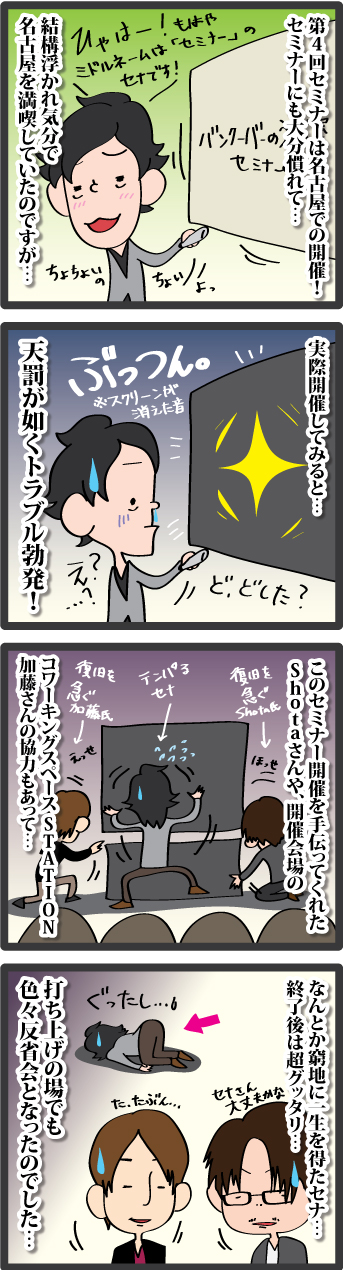 第4回セミナーは名古屋での開催！
セミナーにも大分慣れて…
ひゃほー！もはや
ミドルネームは「セミナー」の
セナです！
バンクーバーの
セミナ
結構浮かれ気分で
名古屋を満喫していたのですが…
ちょちょいの
ちょい
よっ
実際開催してみると…
ぶっつん。
※スクリーンが
消えた音
天罰が如くトラブル勃発！
え？
…？
ど、どした？
このセミナー開催を手伝ってくれた
Shotaさんや、開催会場の
復旧を
急ぐ
Shota氏
ほっせ
テンパる
セナ
復旧を
急ぐ
加藤氏
えっせ
コワーキングスペースSTATION
加藤さんの協力もあって…
なんとか窮地に一生を得たセナ…
終了後は超グッタリ…
ぐったし…。
セナさん
大丈夫かな
た、たぶん…
打ち上げの場でも
色々反省会となったのでした…